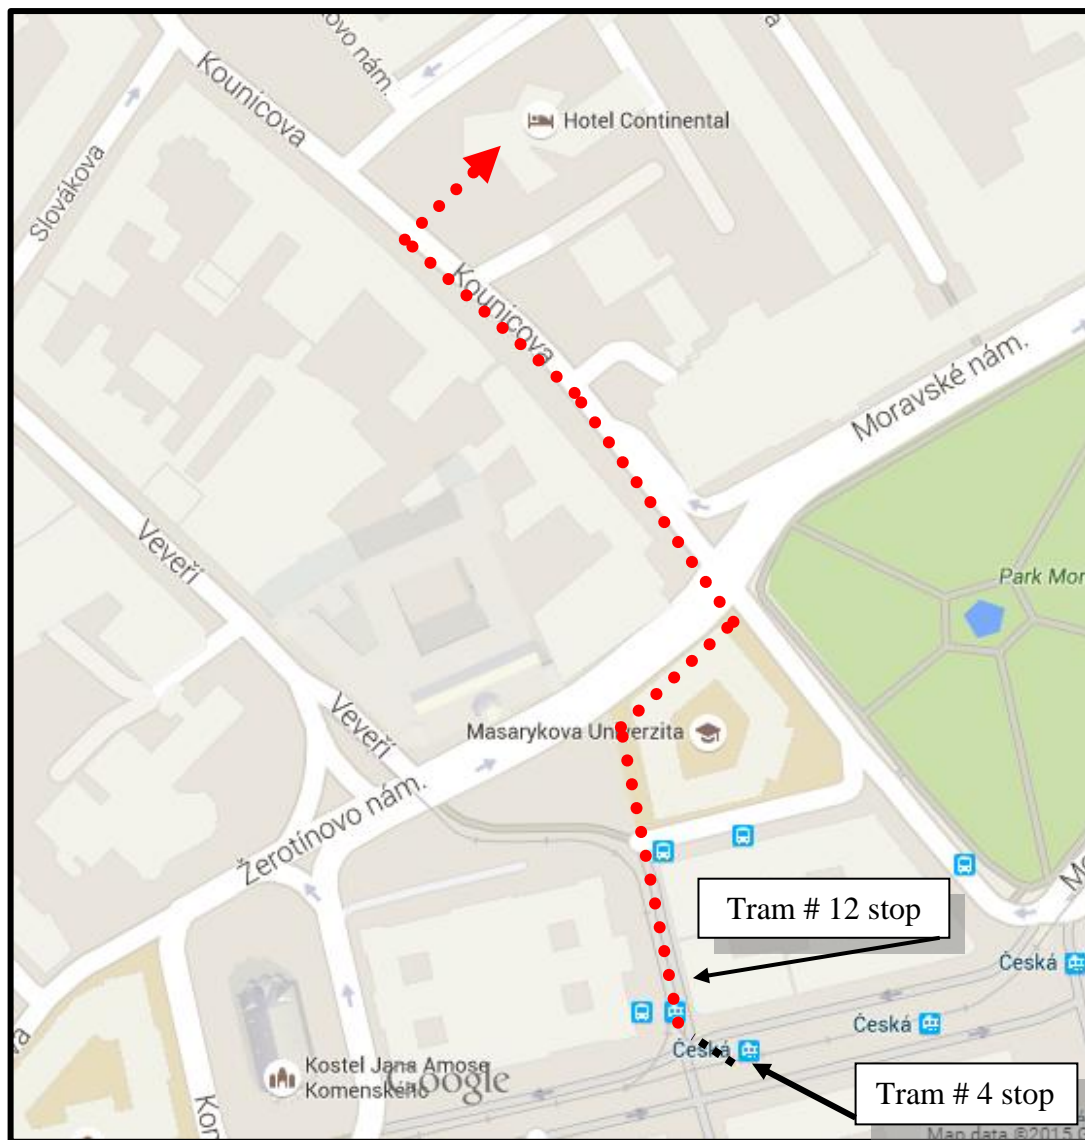 Kounicova
ovo nám.
a
Hotel Continental
Slovákova
Kounicova
Moravské nám.
Veveří
Park Mor
Veveří
Masarykova Univerzita
Žerotínovo nám.
Tram # 12 stop
Česká
Česká
Česká
Kostel Jana Amose
Komenského
Google
Tram # 4 stop
Map data ©2015 G